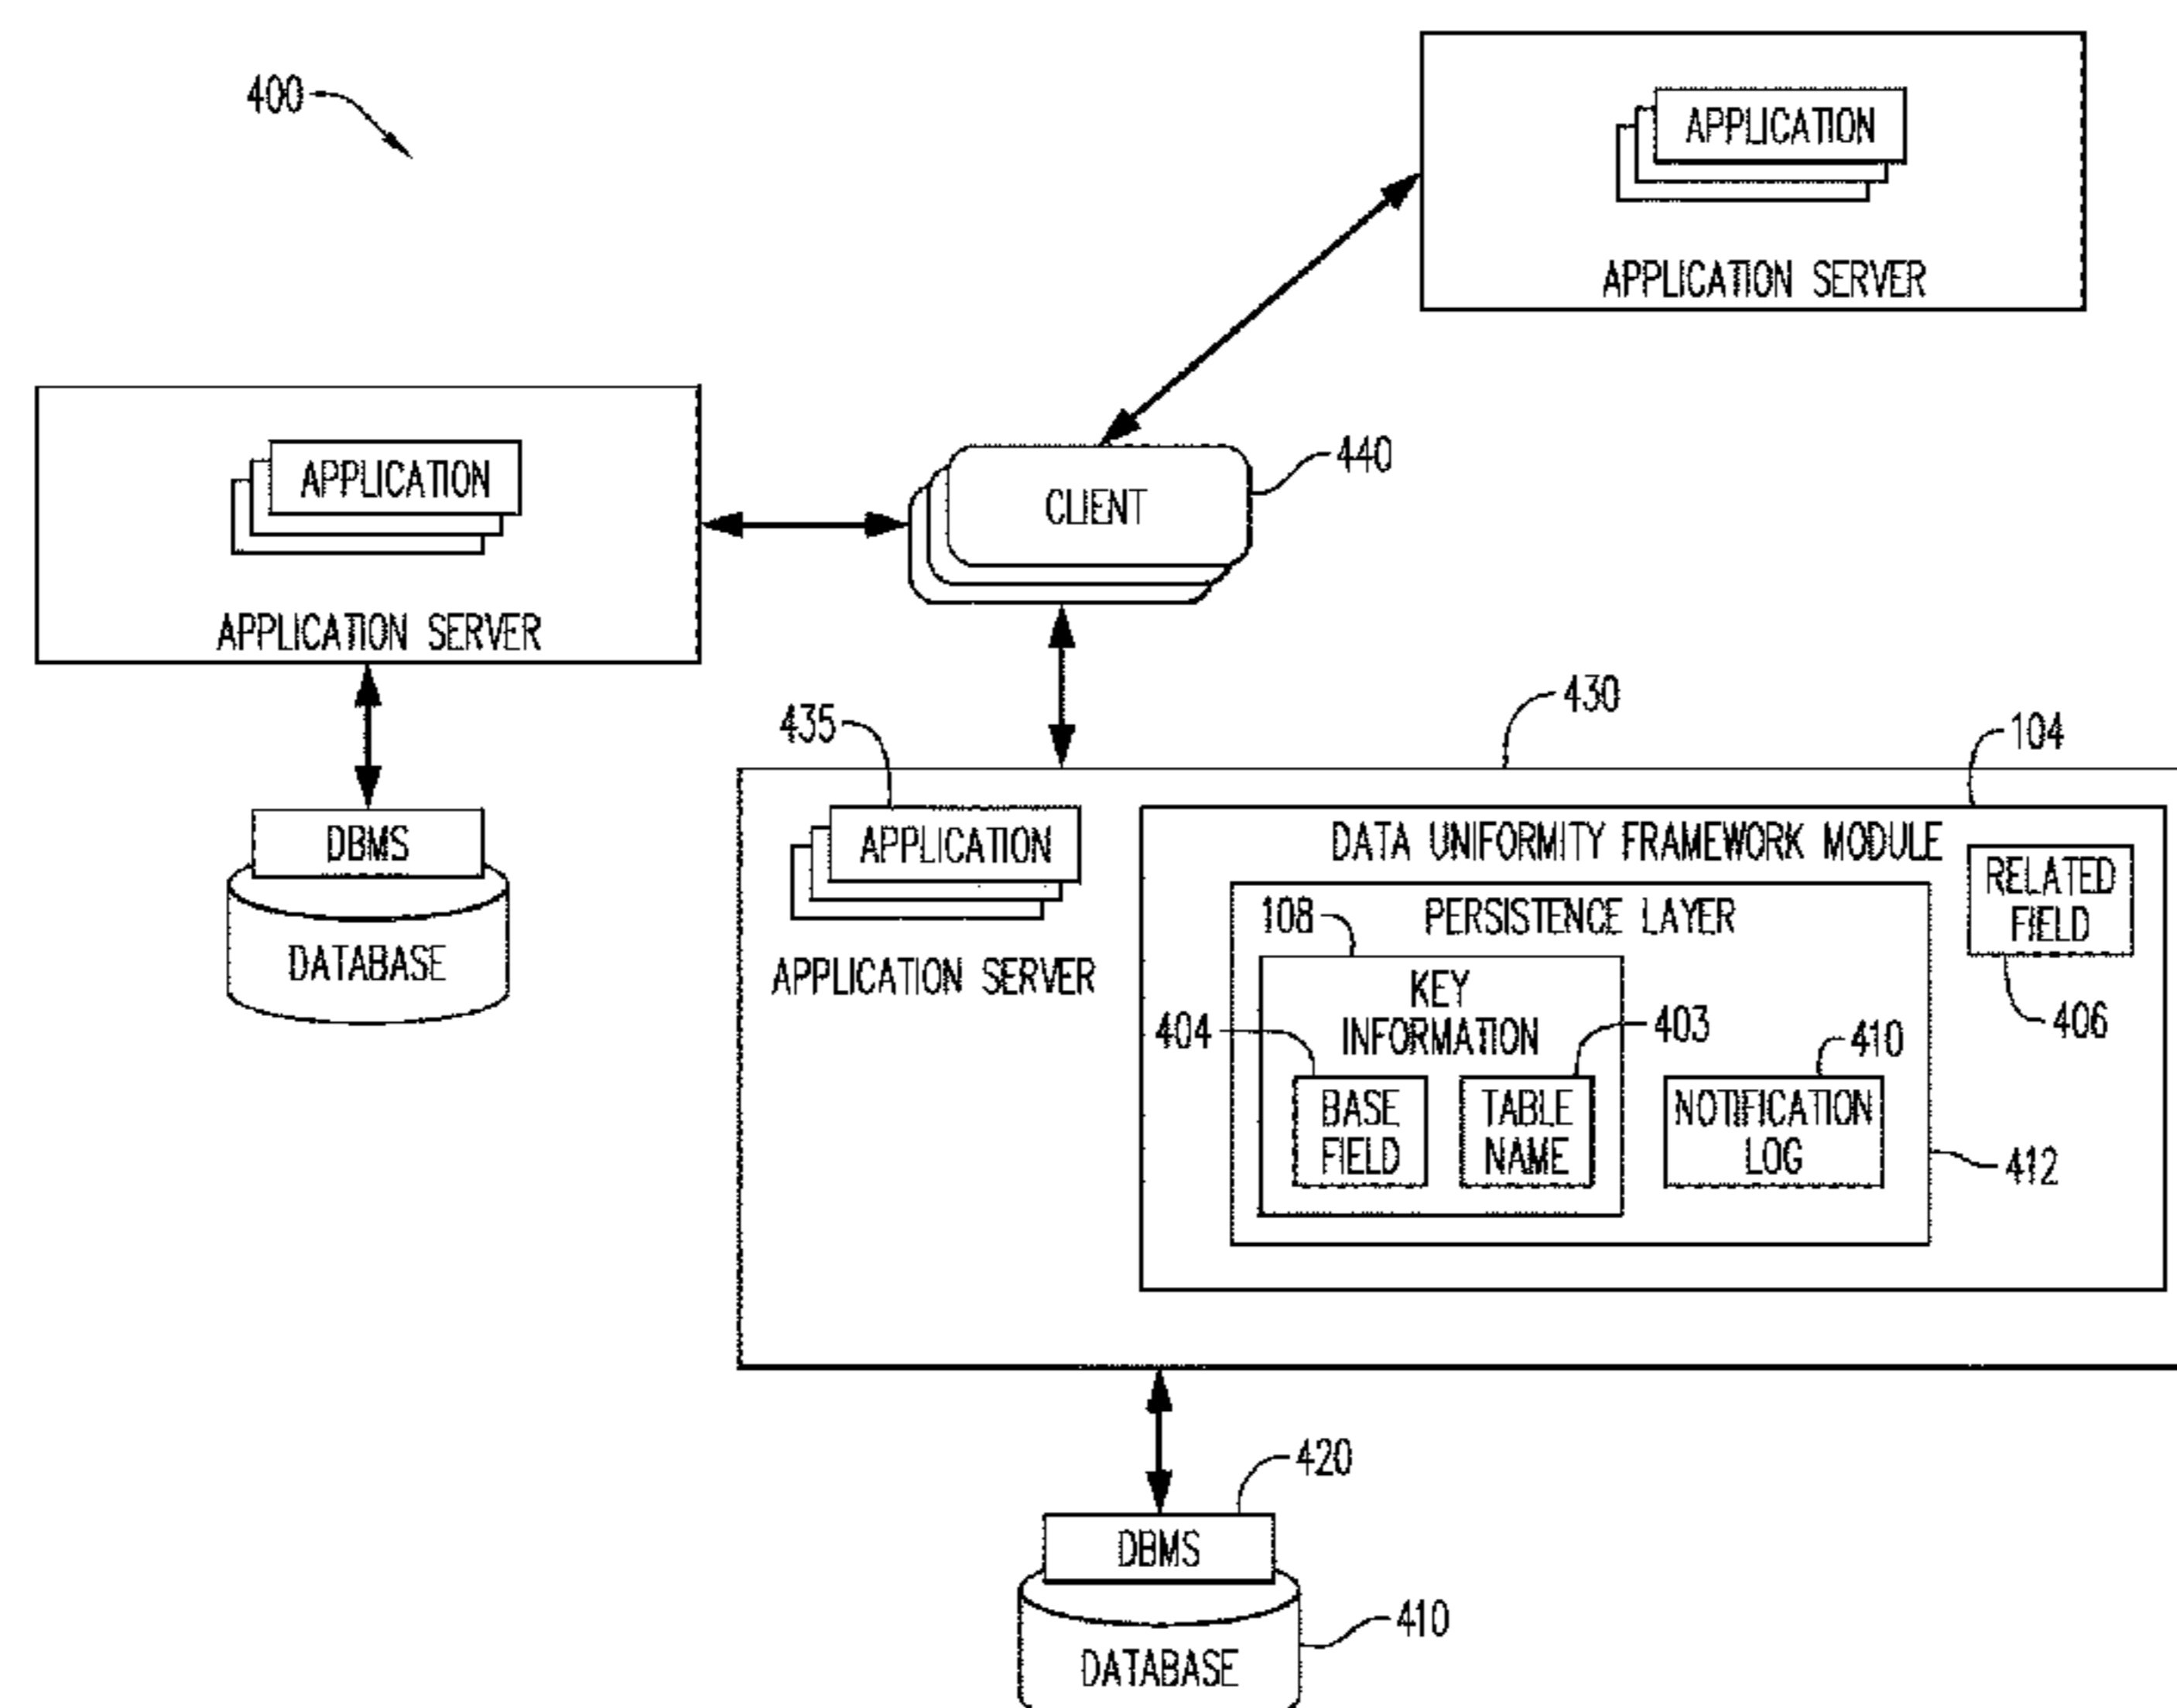 400
APPLICATION
APPLICATION SERVER
APPLICATION
APPLICATION SERVER
CLIENT
440
DBMS
DATABASE
430
435
104
APPLICATION
APPLICATION SERVER
DATA UNIFORMITY FRAMEWORK MODULE
RELATED
FIELD
406
PERSISTENCE LAYER
108
KEY
INFORMATION
404
403
410
BASE
FIELD
TABLE
NAME
NOTIFICATION
LOG
412
420
DBMS
DATABASE
410